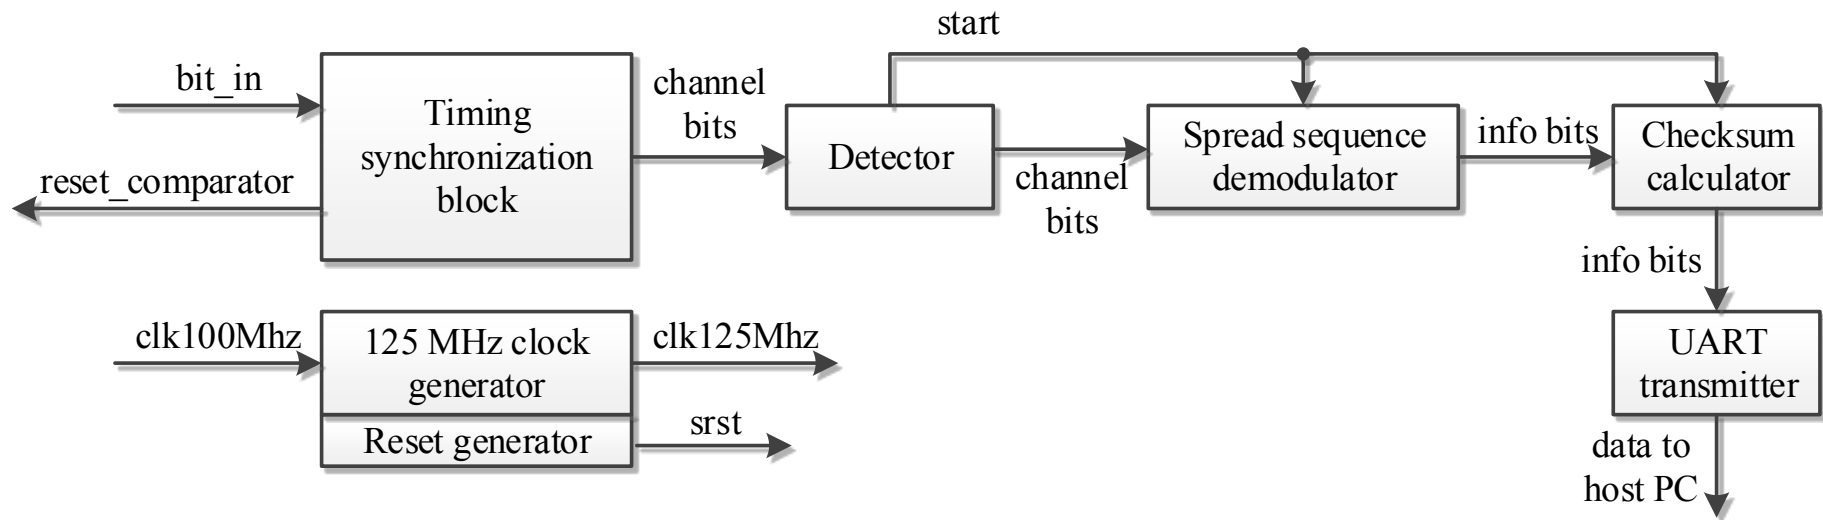 start
bit_in
reset_comparator
Timing
synchronization
block
channel
bits
Detector
channel
bits
Spread sequence
demodulator
info bits
Checksum
calculator
info bits
clk100Mhz
125 MHz clock
generator
clk125Mhz
Reset generator
srst
UART
transmitter
data to
host PC